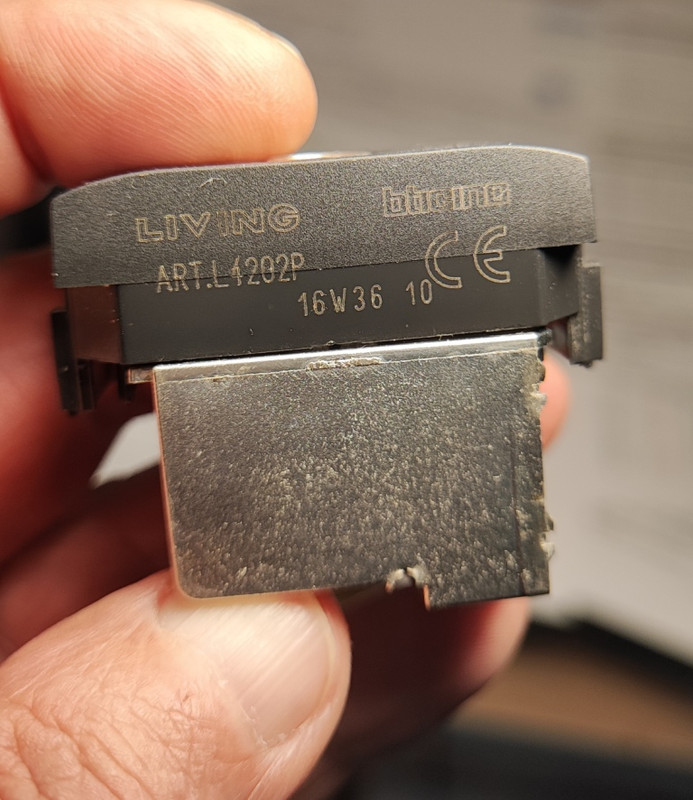 LIVING bticino
ART.L4202P CE
16W36 10